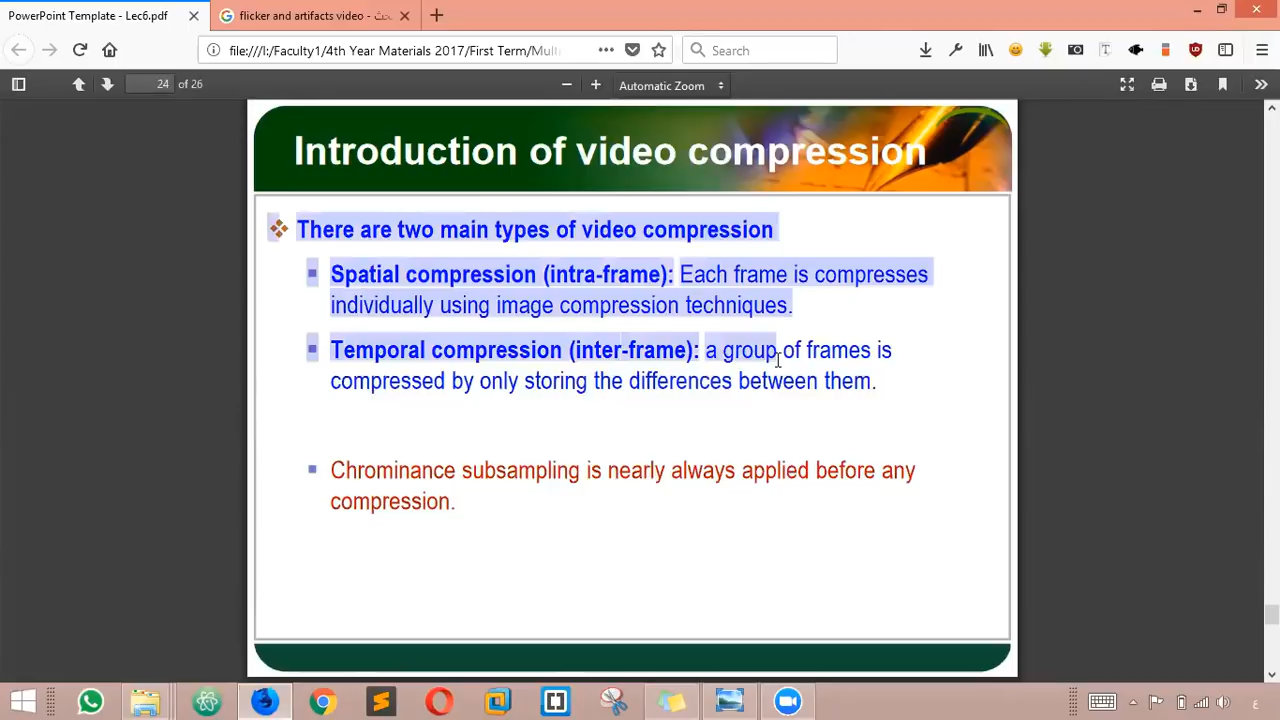 PowerPoint Template - Lec6.pdf
flicker and artifacts video - بحث
file:///I:/Faculty1/4th Year Materials 2017/First Term/Mult
Search
24 of 26
Automatic Zoom
Introduction of video compression
There are two main types of video compression
Spatial compression (intra-frame): Each frame is compresses
individually using image compression techniques.
Temporal compression (inter-frame): a group of frames is
compressed by only storing the differences between them.
Chrominance subsampling is nearly always applied before any
compression.
ع